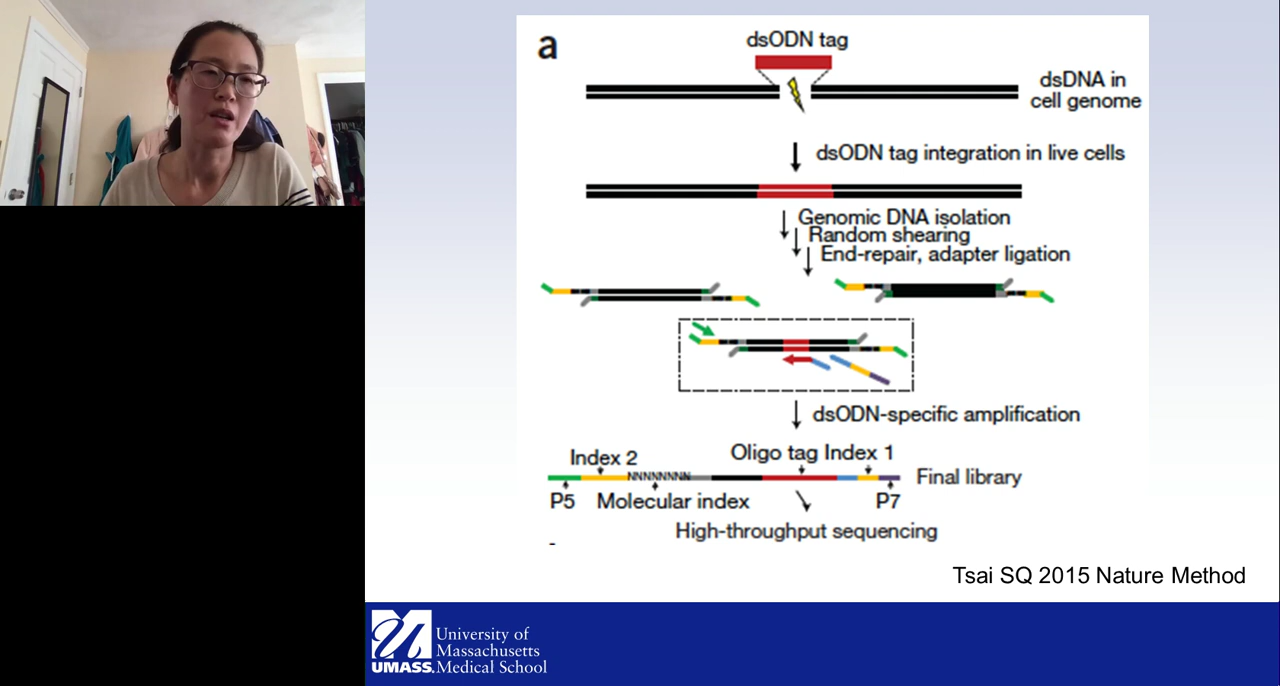 a
dsODN tag
dsDNA in
cell genome
dsODN tag integration in live cells
Genomic DNA isolation
Random shearing
End-repair, adapter ligation
dsODN-specific amplification
Index 2
Oligo tag Index 1
NNNNNNNN
Final library
P5
Molecular index
P7
High-throughput sequencing
Tsai SQ 2015 Nature Method
University of
Massachusetts
UMASS. Medical School